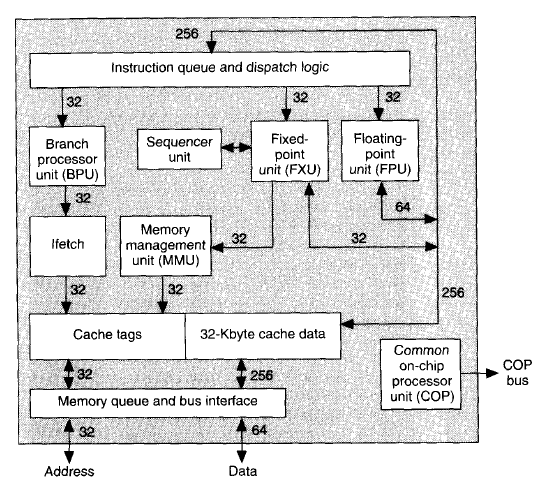 256
Instruction queue and dispatch logic
32
32
32
Branch
processor
unit (BPU)
Sequencer
unit
Fixed-
point
unit (FXU)
Floating-
point
unit (FPU)
32
64
Ifetch
Memory
management
unit (MMU)
32
32
32
32
256
Cache tags
32-Kbyte cache data
Common
on-chip
processor
unit (COP)
COP
bus
32
256
Memory queue and bus interface
32
64
Address
Data